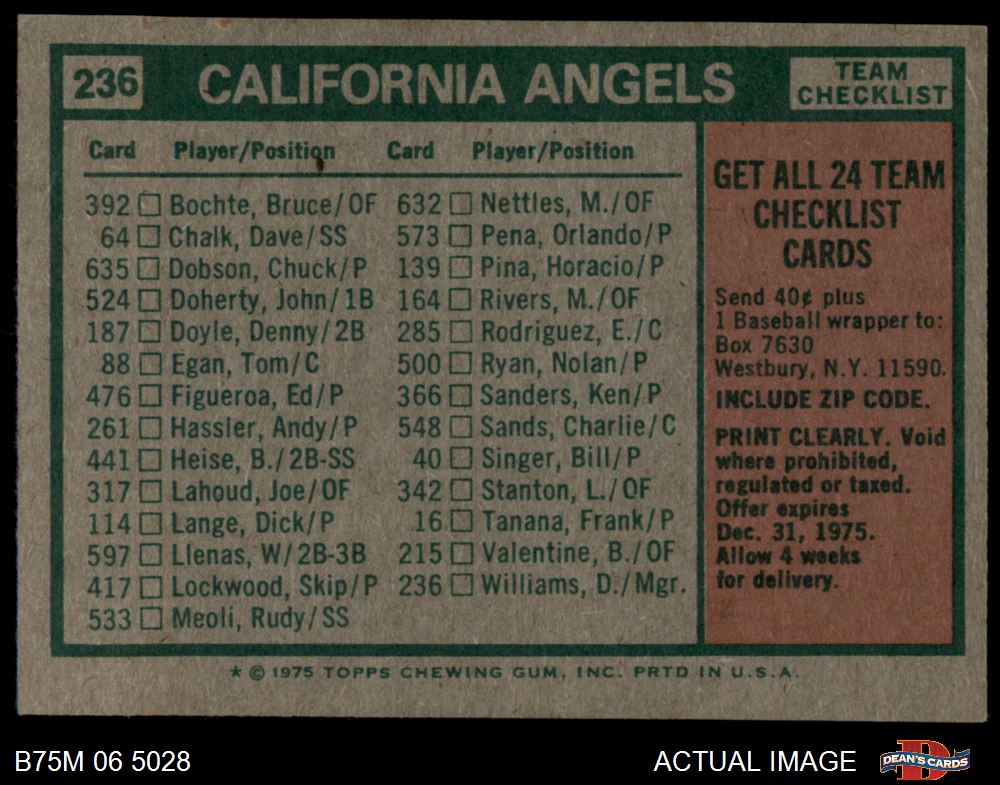 236 CALIFORNIA ANGELS
TEAM
CHECKLIST
Card Player/Position Card Player/Position
392 Bochte, Bruce/OF 632 Nettles, M./OF
64 Chalk, Dave/SS 573 Pena, Orlando/P
635 Dobson, Chuck/P 139 Pina, Horacio/P
524 Doherty, John/1B 164 Rivers, M./OF
187 Doyle, Denny/2B 285 Rodriguez, E./C
88 Egan, Tom/C 500 Ryan, Nolan/P
476 Figueroa, Ed/P 366 Sanders, Ken/P
261 Hassler, Andy/P 548 Sands, Charlie/C
441 Heise, B./2B-SS 40 Singer, Bill/P
317 Lahoud, Joe/OF 342 Stanton, L./OF
114 Lange, Dick/P 16 Tanana, Frank/P
597 Llenas, W/2B-3B 215 Valentine, B./OF
417 Lockwood, Skip/P 236 Williams, D./Mgr.
533 Meoli, Rudy/SS
GET ALL 24 TEAM
CHECKLIST
CARDS
Send 40¢ plus
1 Baseball wrapper to:
Box 7630
Westbury, N.Y. 11590.
INCLUDE ZIP CODE.
PRINT CLEARLY. Void
where prohibited,
regulated or taxed.
Offer expires
Dec. 31, 1975.
Allow 4 weeks
for delivery.
* © 1975 TOPPS CHEWING GUM, INC. PRTD IN U.S.A.
B75M 06 5028 ACTUAL IMAGE
D
DEAN'S CARDS